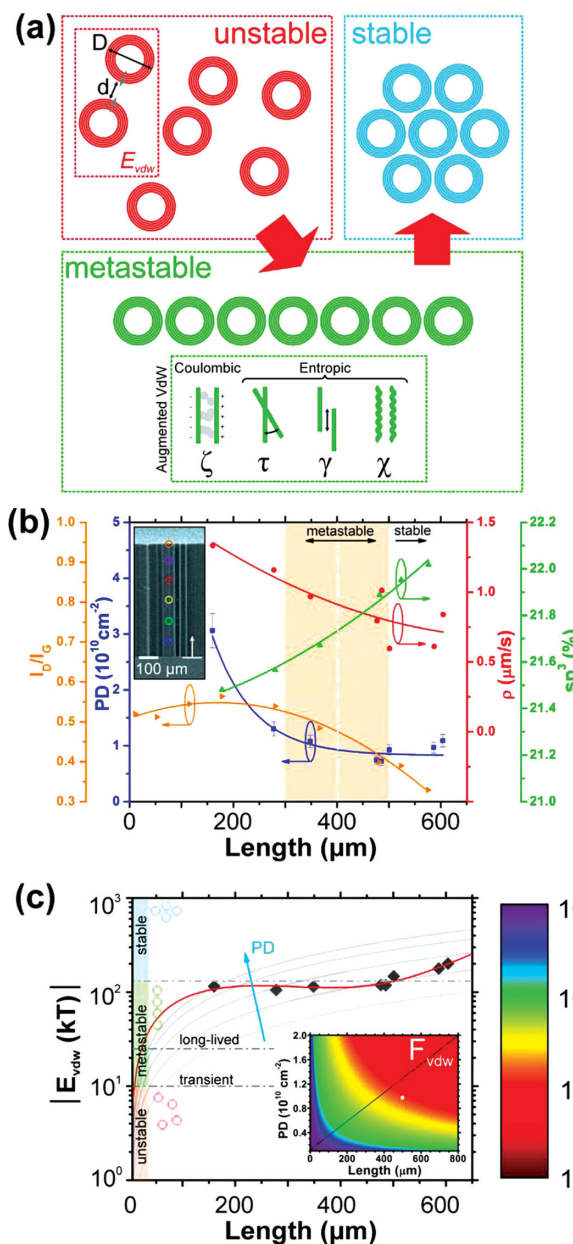 (a)
unstable
stable
D
d
E vdw
metastable
Augmented VdW
Coulombic
Entropic
- - - -
+ + + +
ζ
τ
γ
χ
(b)
metastable
stable
I_D/I_G
PD (10^10 cm^-2)
ρ (μm/s)
sp^3 (%)
1.0
0.9
0.8
0.7
0.6
0.5
0.4
0.3
5
4
3
2
1
0
100 μm
1.5
1.0
0.5
0.0
22.2
22.0
21.8
21.6
21.4
21.2
21.0
0
200
400
600
Length (μm)
(c)
|E_vdw (kT)|
10^3
10^2
10^1
10^0
stable
metastable
unstable
PD
long-lived
transient
F vdw
PD (10^10 cm^-2)
2.0
1.6
1.2
0.8
0.4
0
200
400
600
800
Length (μm)
0
200
400
600
Length (μm)